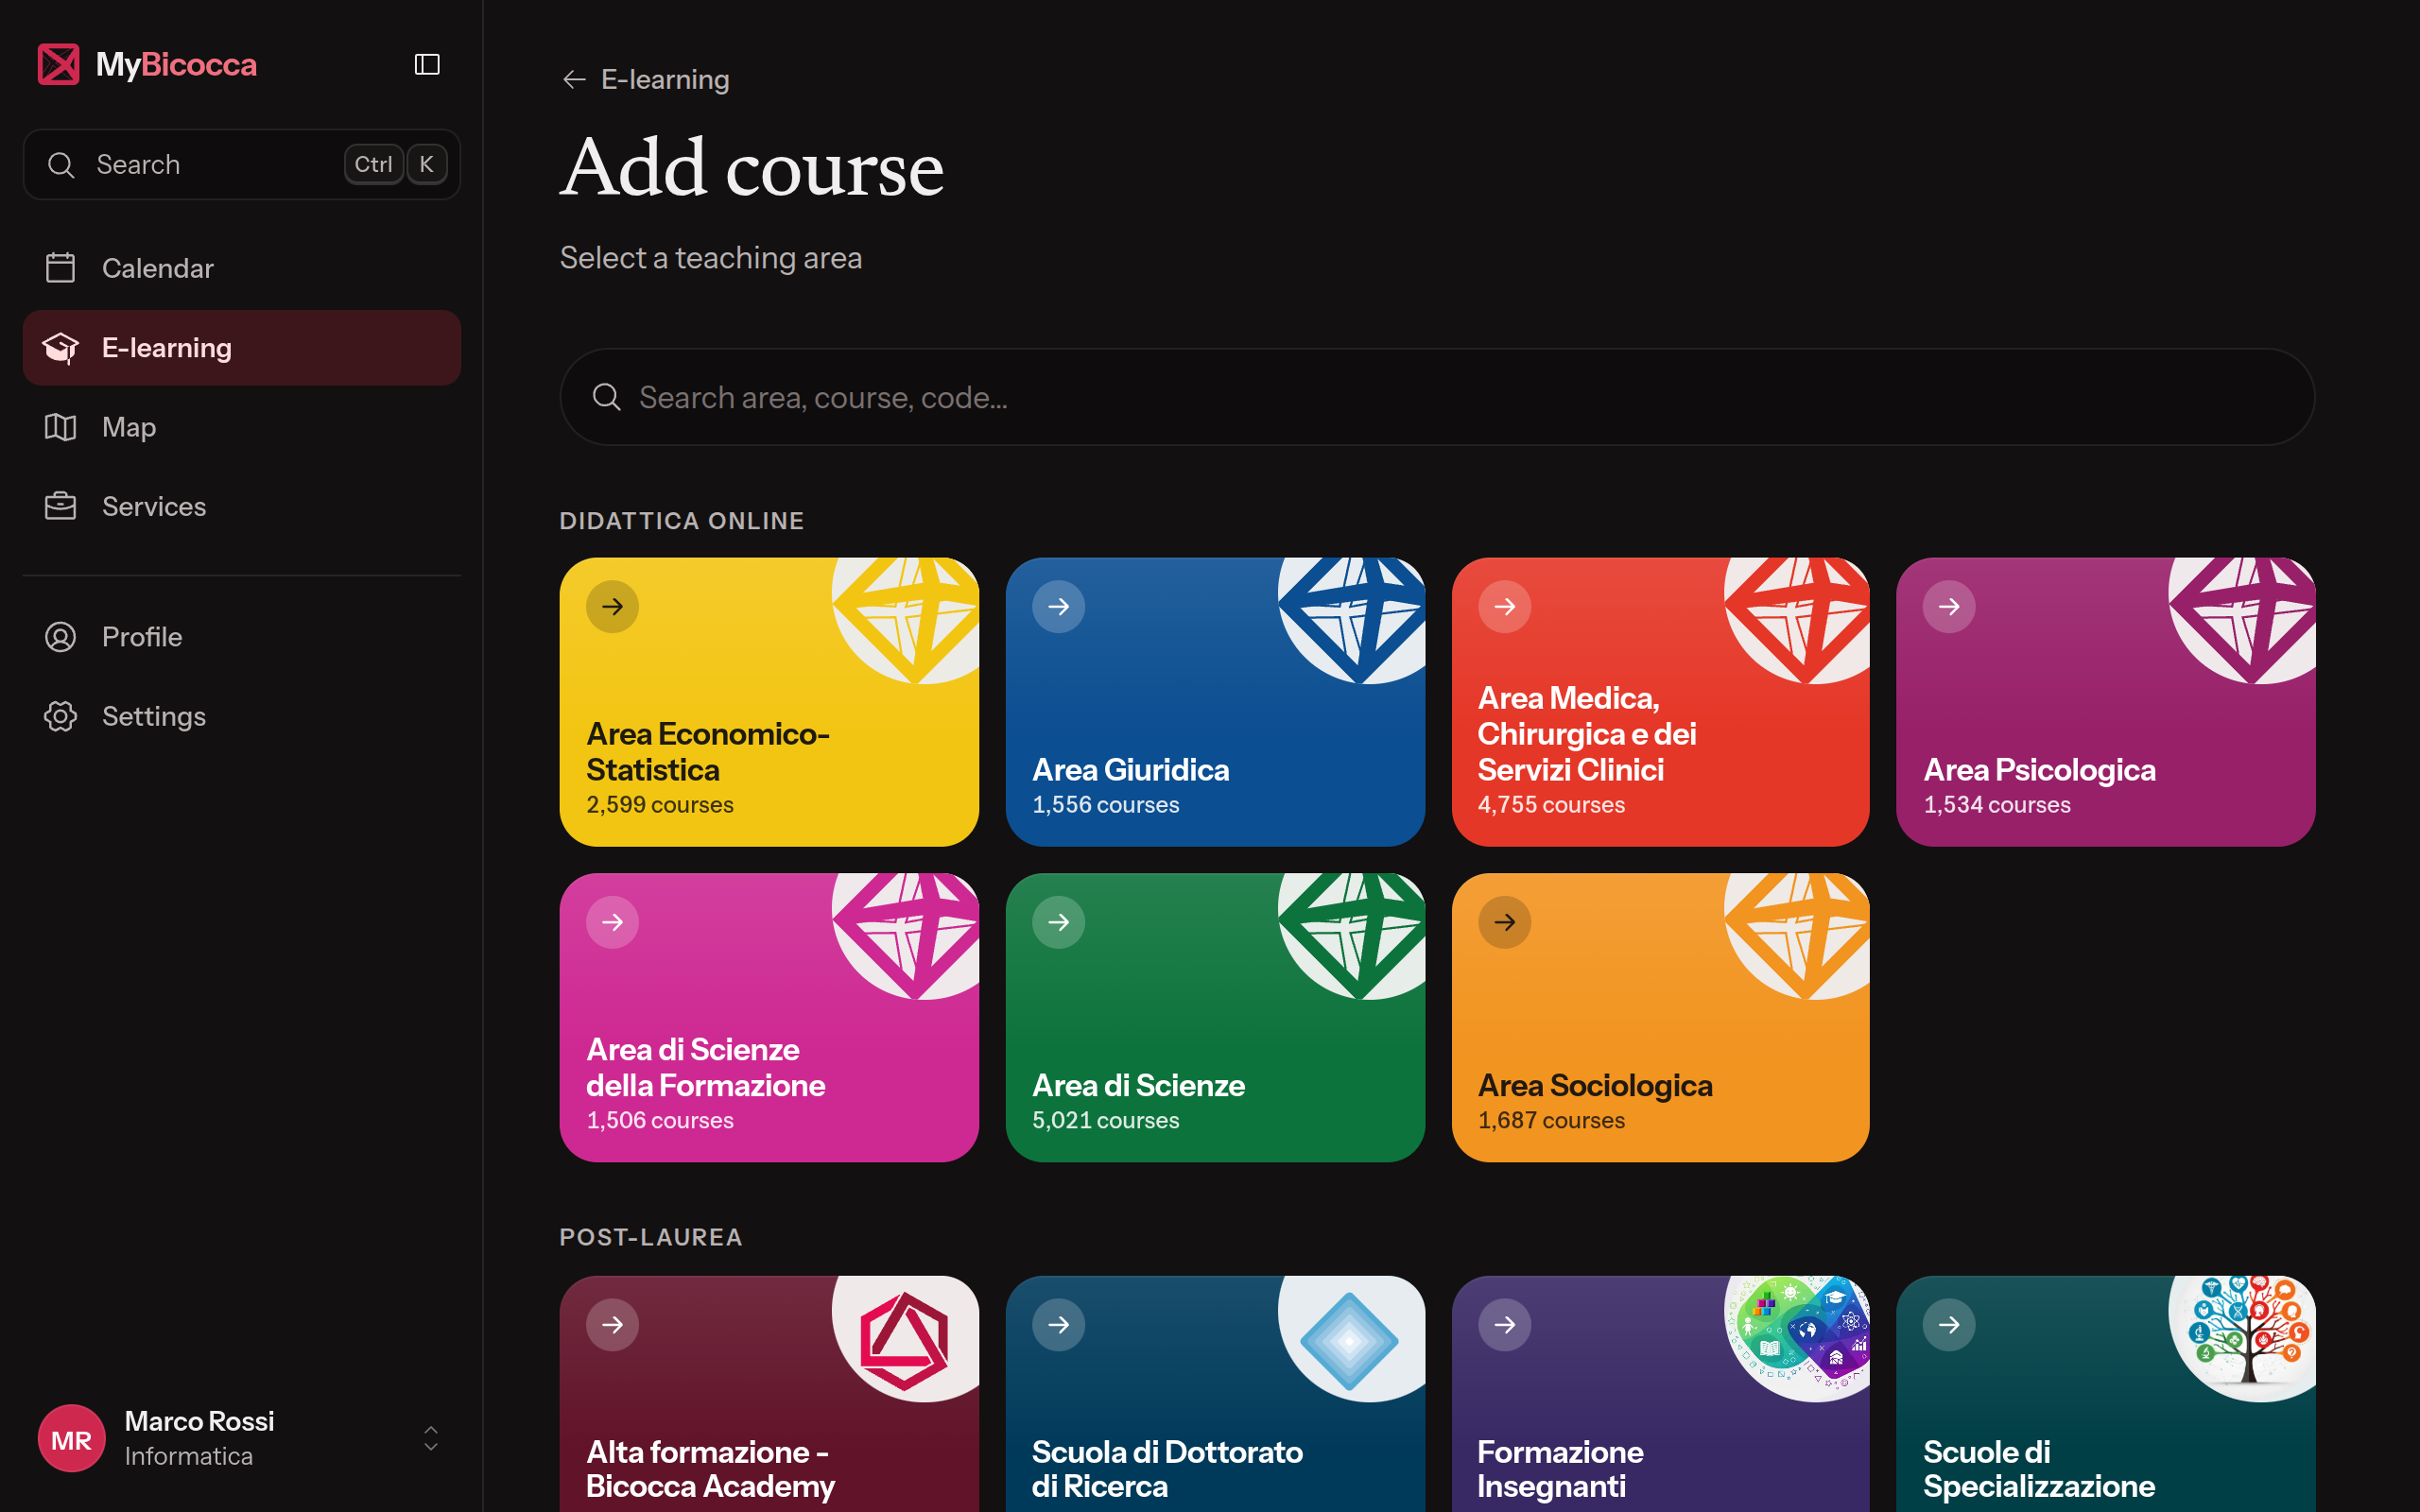 MyBicocca
Search
Ctrl K
Calendar
E-learning
Map
Services
Profile
Settings
MR
Marco Rossi
Informatica
E-learning
Add course
Select a teaching area
Search area, course, code...
DIDATTICA ONLINE
Area Economico-
Statistica
2,599 courses
Area Giuridica
1,556 courses
Area Medica,
Chirurgica e dei
Servizi Clinici
4,755 courses
Area Psicologica
1,534 courses
Area di Scienze
della Formazione
1,506 courses
Area di Scienze
5,021 courses
Area Sociologica
1,687 courses
POST-LAUREA
Alta formazione -
Bicocca Academy
Scuola di Dottorato
di Ricerca
Formazione
Insegnanti
Scuole di
Specializzazione